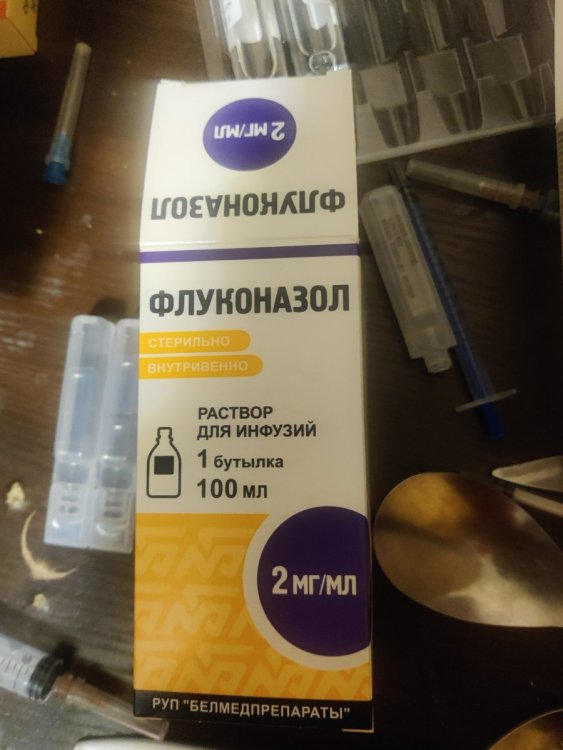 2 МГ/МЛ
ФЛУКОНАЗОЛ
ФЛУКОНАЗОЛ
СТЕРИЛЬНО
ВНУТРИВЕННО
РАСТВОР
ДЛЯ ИНФУЗИЙ
1 бутылка
100 мл
2 МГ/МЛ
РУП "БЕЛМЕДПРЕПАРАТЫ"